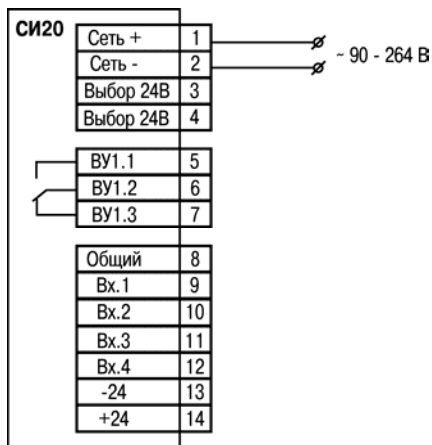 СИ20
Сеть + 1
Сеть - 2
~ 90 - 264 В
Выбор 24В 3
Выбор 24В 4
ВУ1.1 5
ВУ1.2 6
ВУ1.3 7
Общий 8
Вх.1 9
Вх.2 10
Вх.3 11
Вх.4 12
-24 13
+24 14